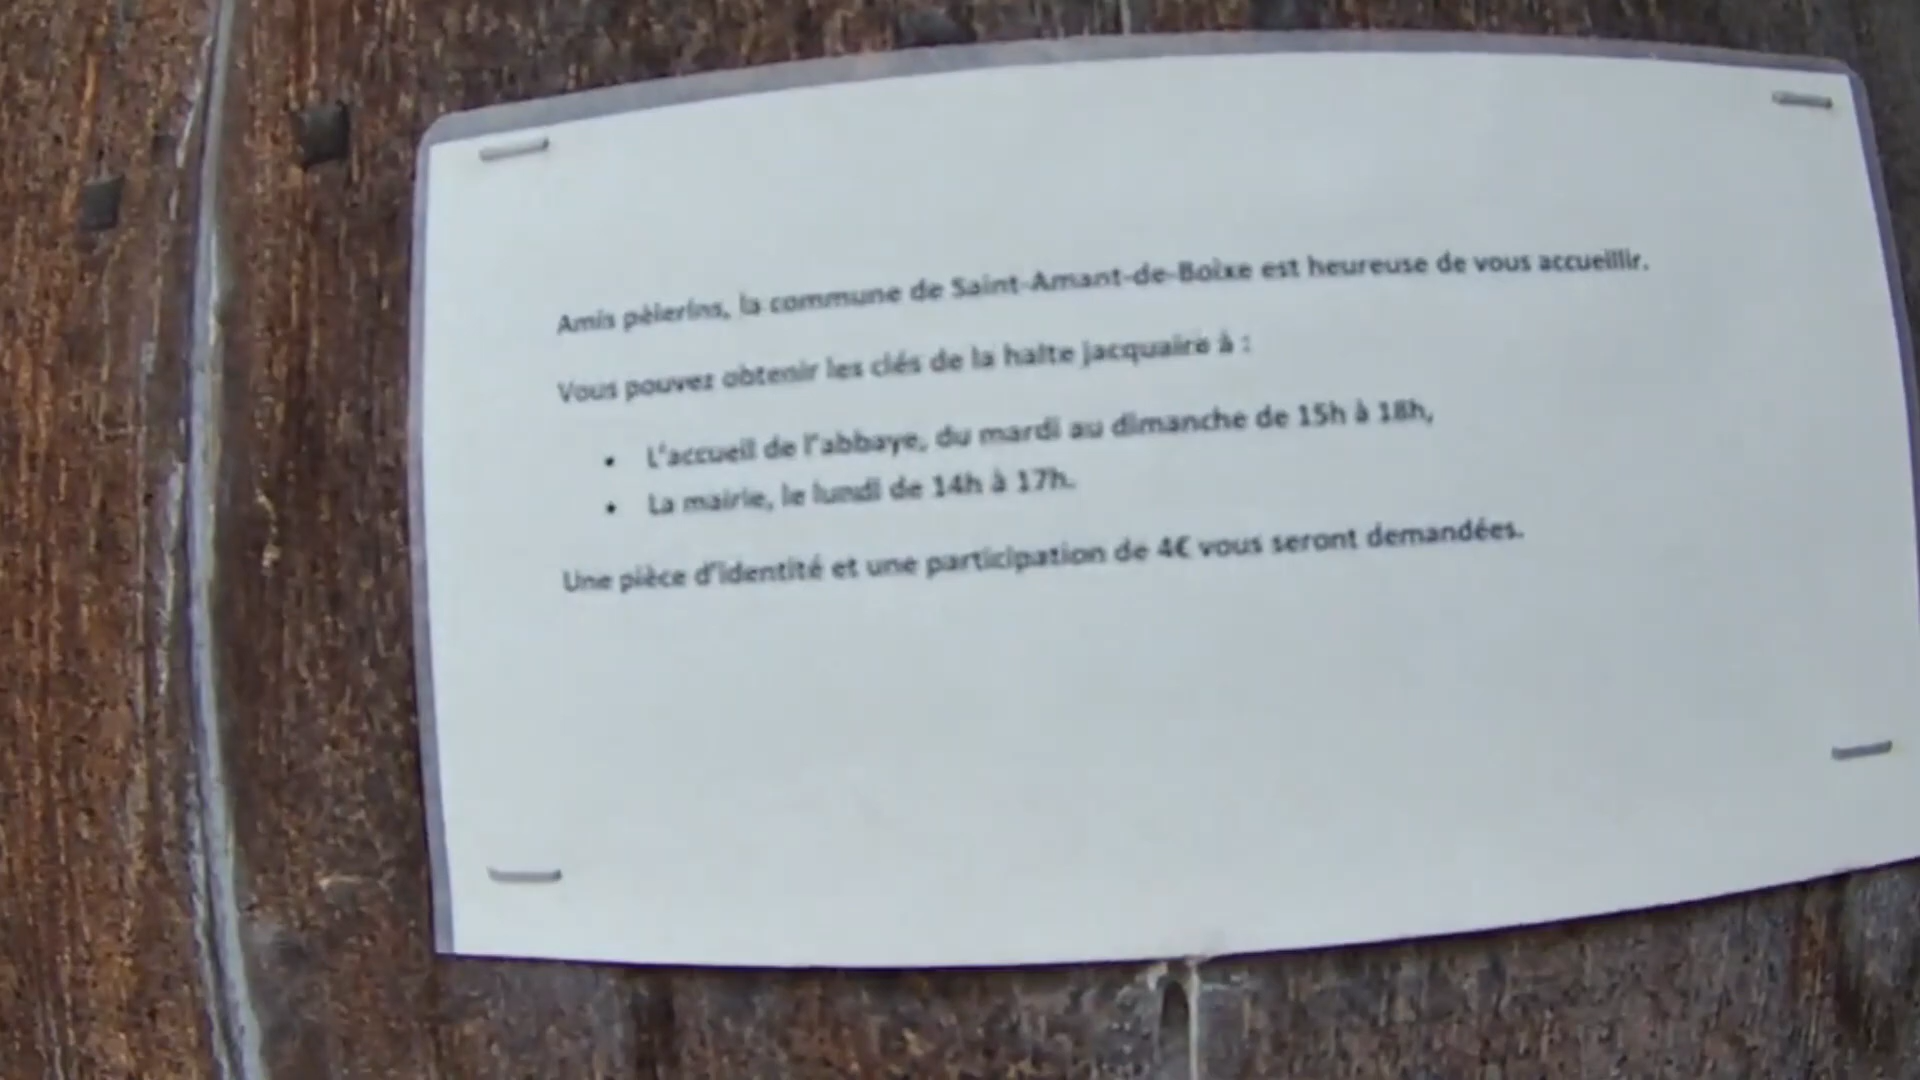 Amis pèlerins, la commune de Saint-Amant-de-Boixe est heureuse de vous accueillir.
Vous pouvez obtenir les clés de la halte jacquaire à :
• L'accueil de l'abbaye, du mardi au dimanche de 15h à 18h,
• La mairie, le lundi de 14h à 17h.
Une pièce d'identité et une participation de 4€ vous seront demandées.